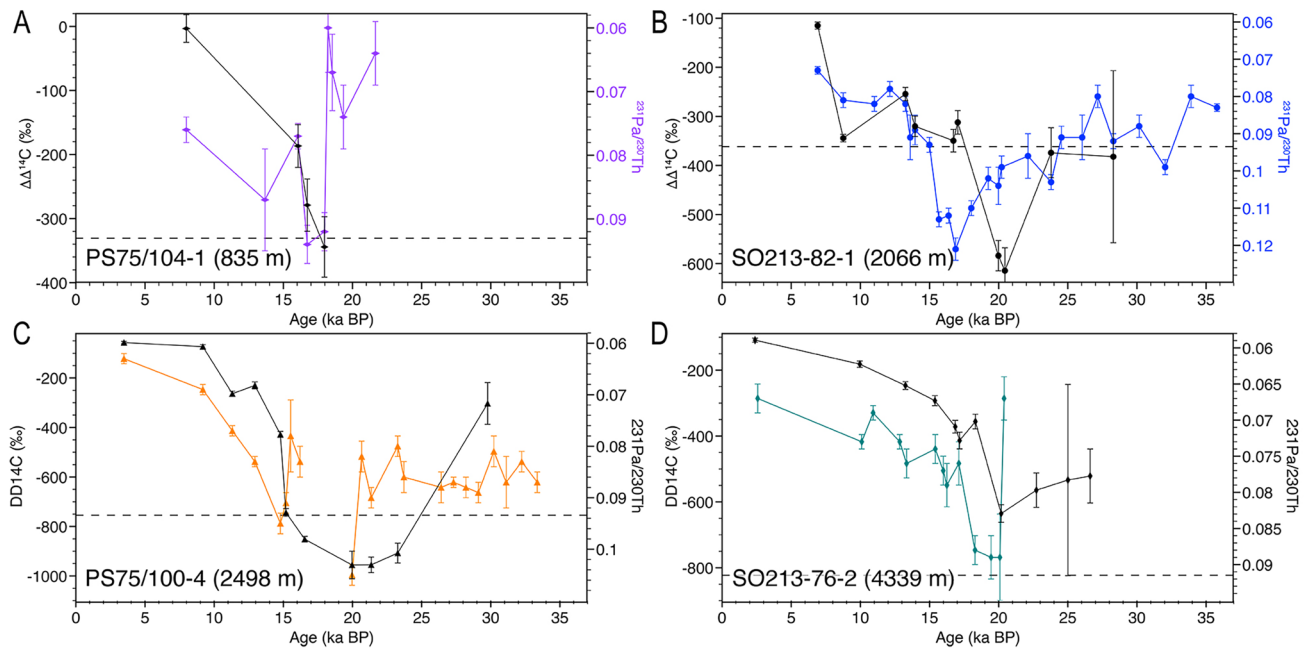 A
0
-100
-200
-300
-400
ΔΔ¹⁴C (‰)
0.06
0.07
0.08
0.09
²³¹Pa/²³⁰Th
PS75/104-1 (835 m)
0 5 10 15 20 25 30 35
Age (ka BP)
B
-100
-200
-300
-400
-500
-600
ΔΔ¹⁴C (‰)
0.06
0.07
0.08
0.09
0.1
0.11
0.12
²³¹Pa/²³⁰Th
SO213-82-1 (2066 m)
0 5 10 15 20 25 30 35
Age (ka BP)
C
-200
-400
-600
-800
-1000
DD14C (‰)
0.06
0.07
0.08
0.09
0.1
231Pa/230Th
PS75/100-4 (2498 m)
0 5 10 15 20 25 30 35
Age (ka BP)
D
-200
-400
-600
-800
DD14C (‰)
0.06
0.065
0.07
0.075
0.08
0.085
0.09
231Pa/230Th
SO213-76-2 (4339 m)
0 5 10 15 20 25 30 35
Age (ka BP)